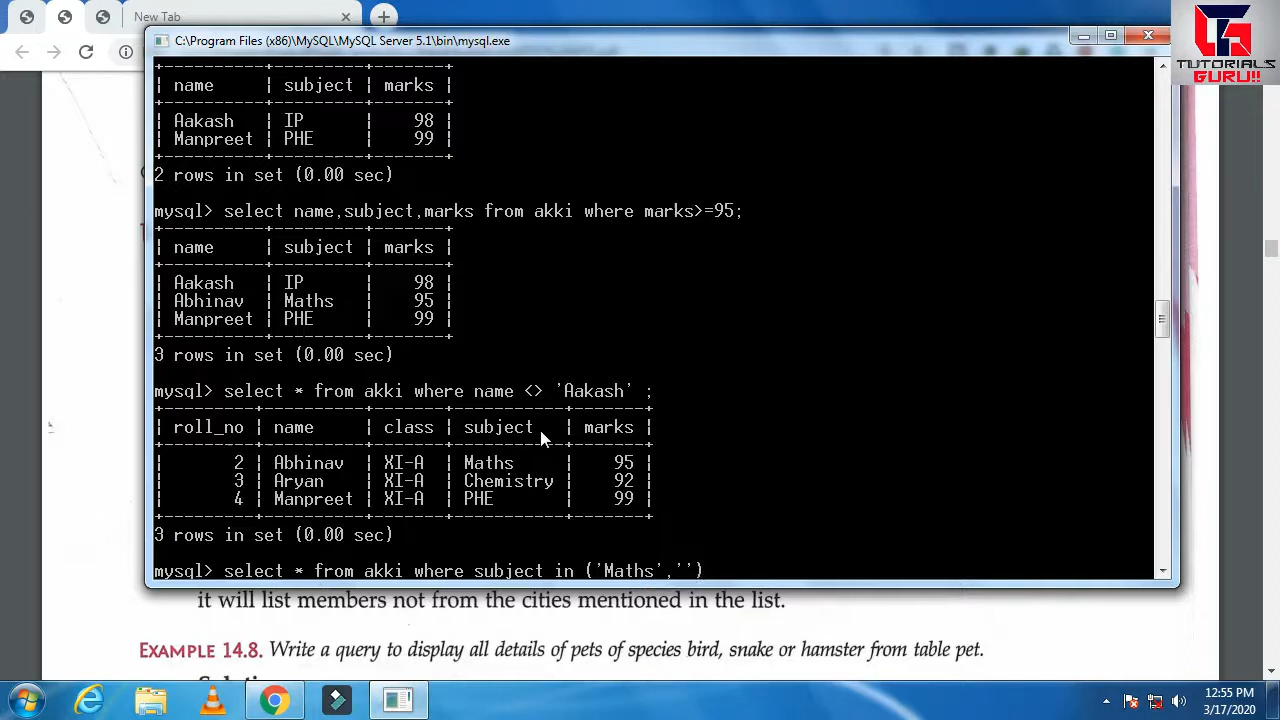 New Tab
C:\Program Files (x86)\MySQL\MySQL Server 5.1\bin\mysql.exe
TUTORIALS
GURU!!
| name | subject | marks |
| Aakash | IP | 98 |
| Manpreet | PHE | 99 |
2 rows in set (0.00 sec)
mysql> select name,subject,marks from akki where marks>=95;
| name | subject | marks |
| Aakash | IP | 98 |
| Abhinav | Maths | 95 |
| Manpreet | PHE | 99 |
3 rows in set (0.00 sec)
mysql> select * from akki where name <> 'Aakash' ;
| roll_no | name | class | subject | marks |
| 2 | Abhinav | XI-A | Maths | 95 |
| 3 | Aryan | XI-A | Chemistry | 92 |
| 4 | Manpreet | XI-A | PHE | 99 |
3 rows in set (0.00 sec)
mysql> select * from akki where subject in ('Maths','')
it will list members not from the cities mentioned in the list.
EXAMPLE 14.8. Write a query to display all details of pets of species bird, snake or hamster from table pet.
12:55 PM
3/17/2020